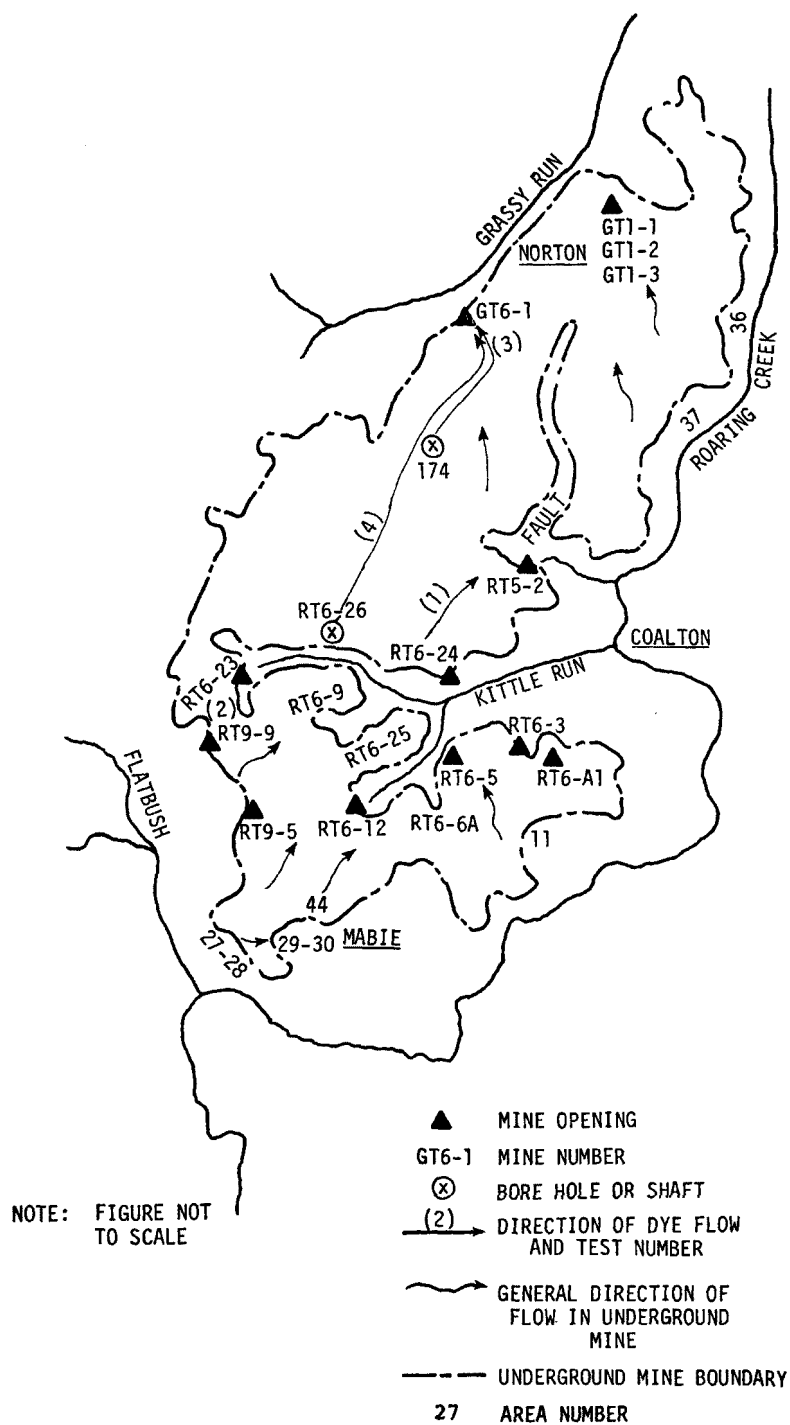 GRASSY RUN
NORTON
GT1-1
GT1-2
GT1-3
GT6-1
(3)
36
ROARING CREEK
37
174
(4)
FAULT
RT5-2
(1)
RT6-26
RT6-24
COALTON
RT6-23
KITTLE RUN
(2)
RT6-9
RT9-9
RT6-25
RT6-3
FLATBUSH
RT6-5
RT6-A1
RT9-5
RT6-12
RT6-6A
11
44
27-28
29-30
MABIE
MINE OPENING
GT6-1 MINE NUMBER
BORE HOLE OR SHAFT
(2)
DIRECTION OF DYE FLOW
AND TEST NUMBER
GENERAL DIRECTION OF
FLOW IN UNDERGROUND
MINE
UNDERGROUND MINE BOUNDARY
27 AREA NUMBER
NOTE: FIGURE NOT
TO SCALE